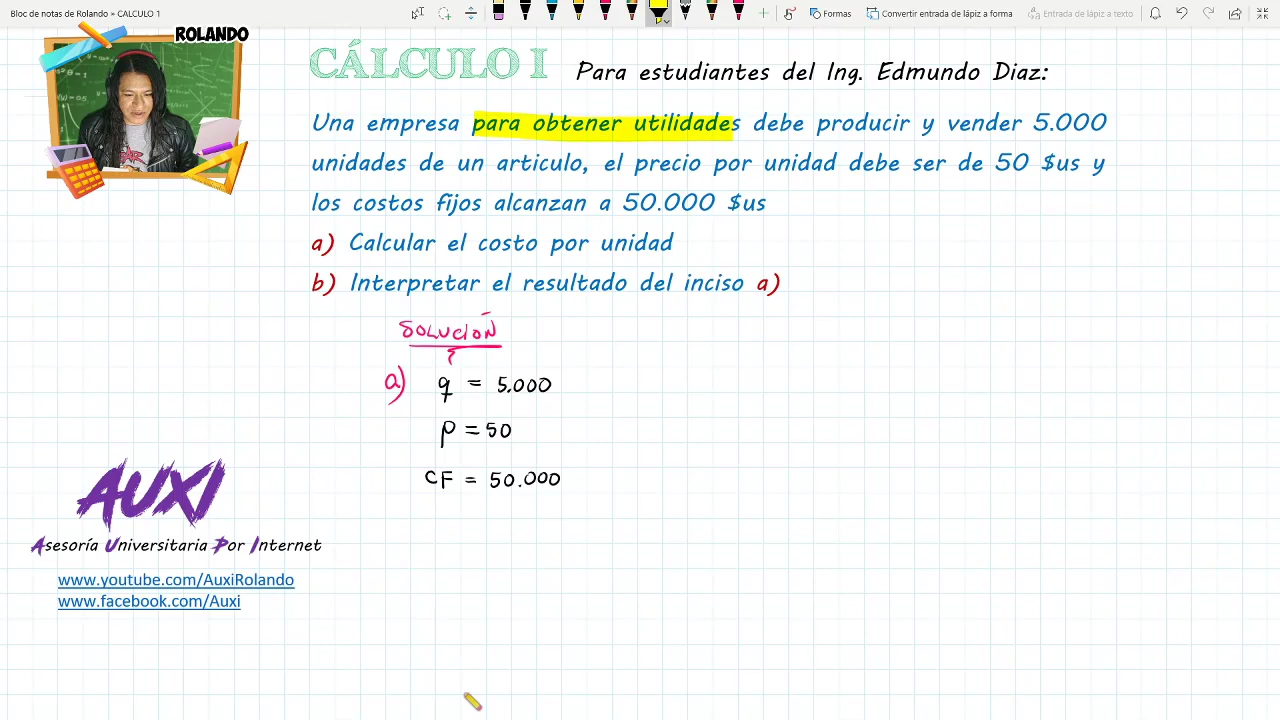 Bloc de notas de Rolando » CALCULO 1
Formas
Convertir entrada de lápiz a forma
Entrada de lápiz a texto
ROLANDO
CÁLCULO I
Para estudiantes del Ing. Edmundo Diaz:
Una empresa para obtener utilidades debe producir y vender 5.000
unidades de un articulo, el precio por unidad debe ser de 50 $us y
los costos fijos alcanzan a 50.000 $us
a) Calcular el costo por unidad
b) Interpretar el resultado del inciso a)
SOLUCIÓN
a) q = 5.000
p = 50
CF = 50.000
AUXI
Asesoría Universitaria Por Internet
www.youtube.com/AuxiRolando
www.facebook.com/Auxi